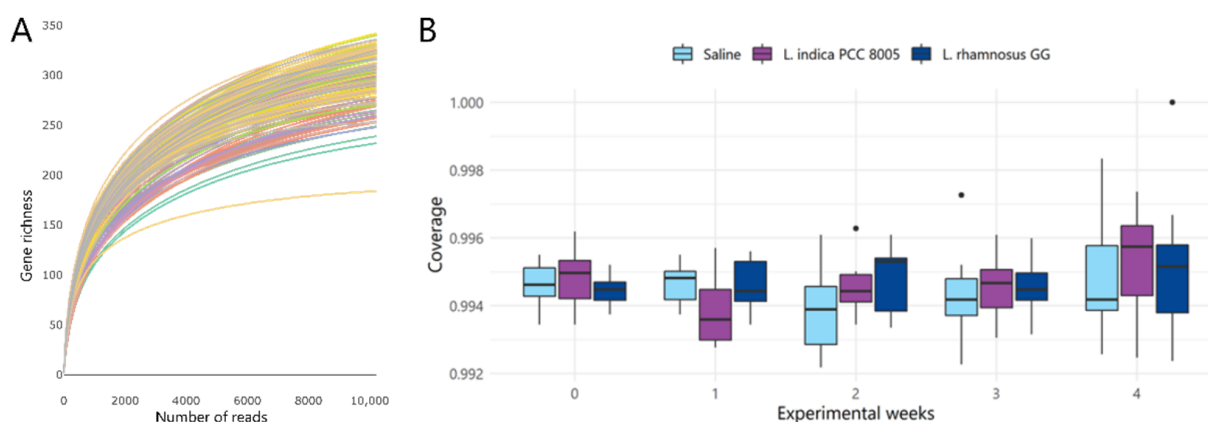 A
350
300
250
200
150
100
50
0
Gene richness
0 2000 4000 6000 8000 10,000
Number of reads
B
Saline L. indica PCC 8005 L. rhamnosus GG
1.000
0.998
0.996
0.994
0.992
Coverage
0 1 2 3 4
Experimental weeks